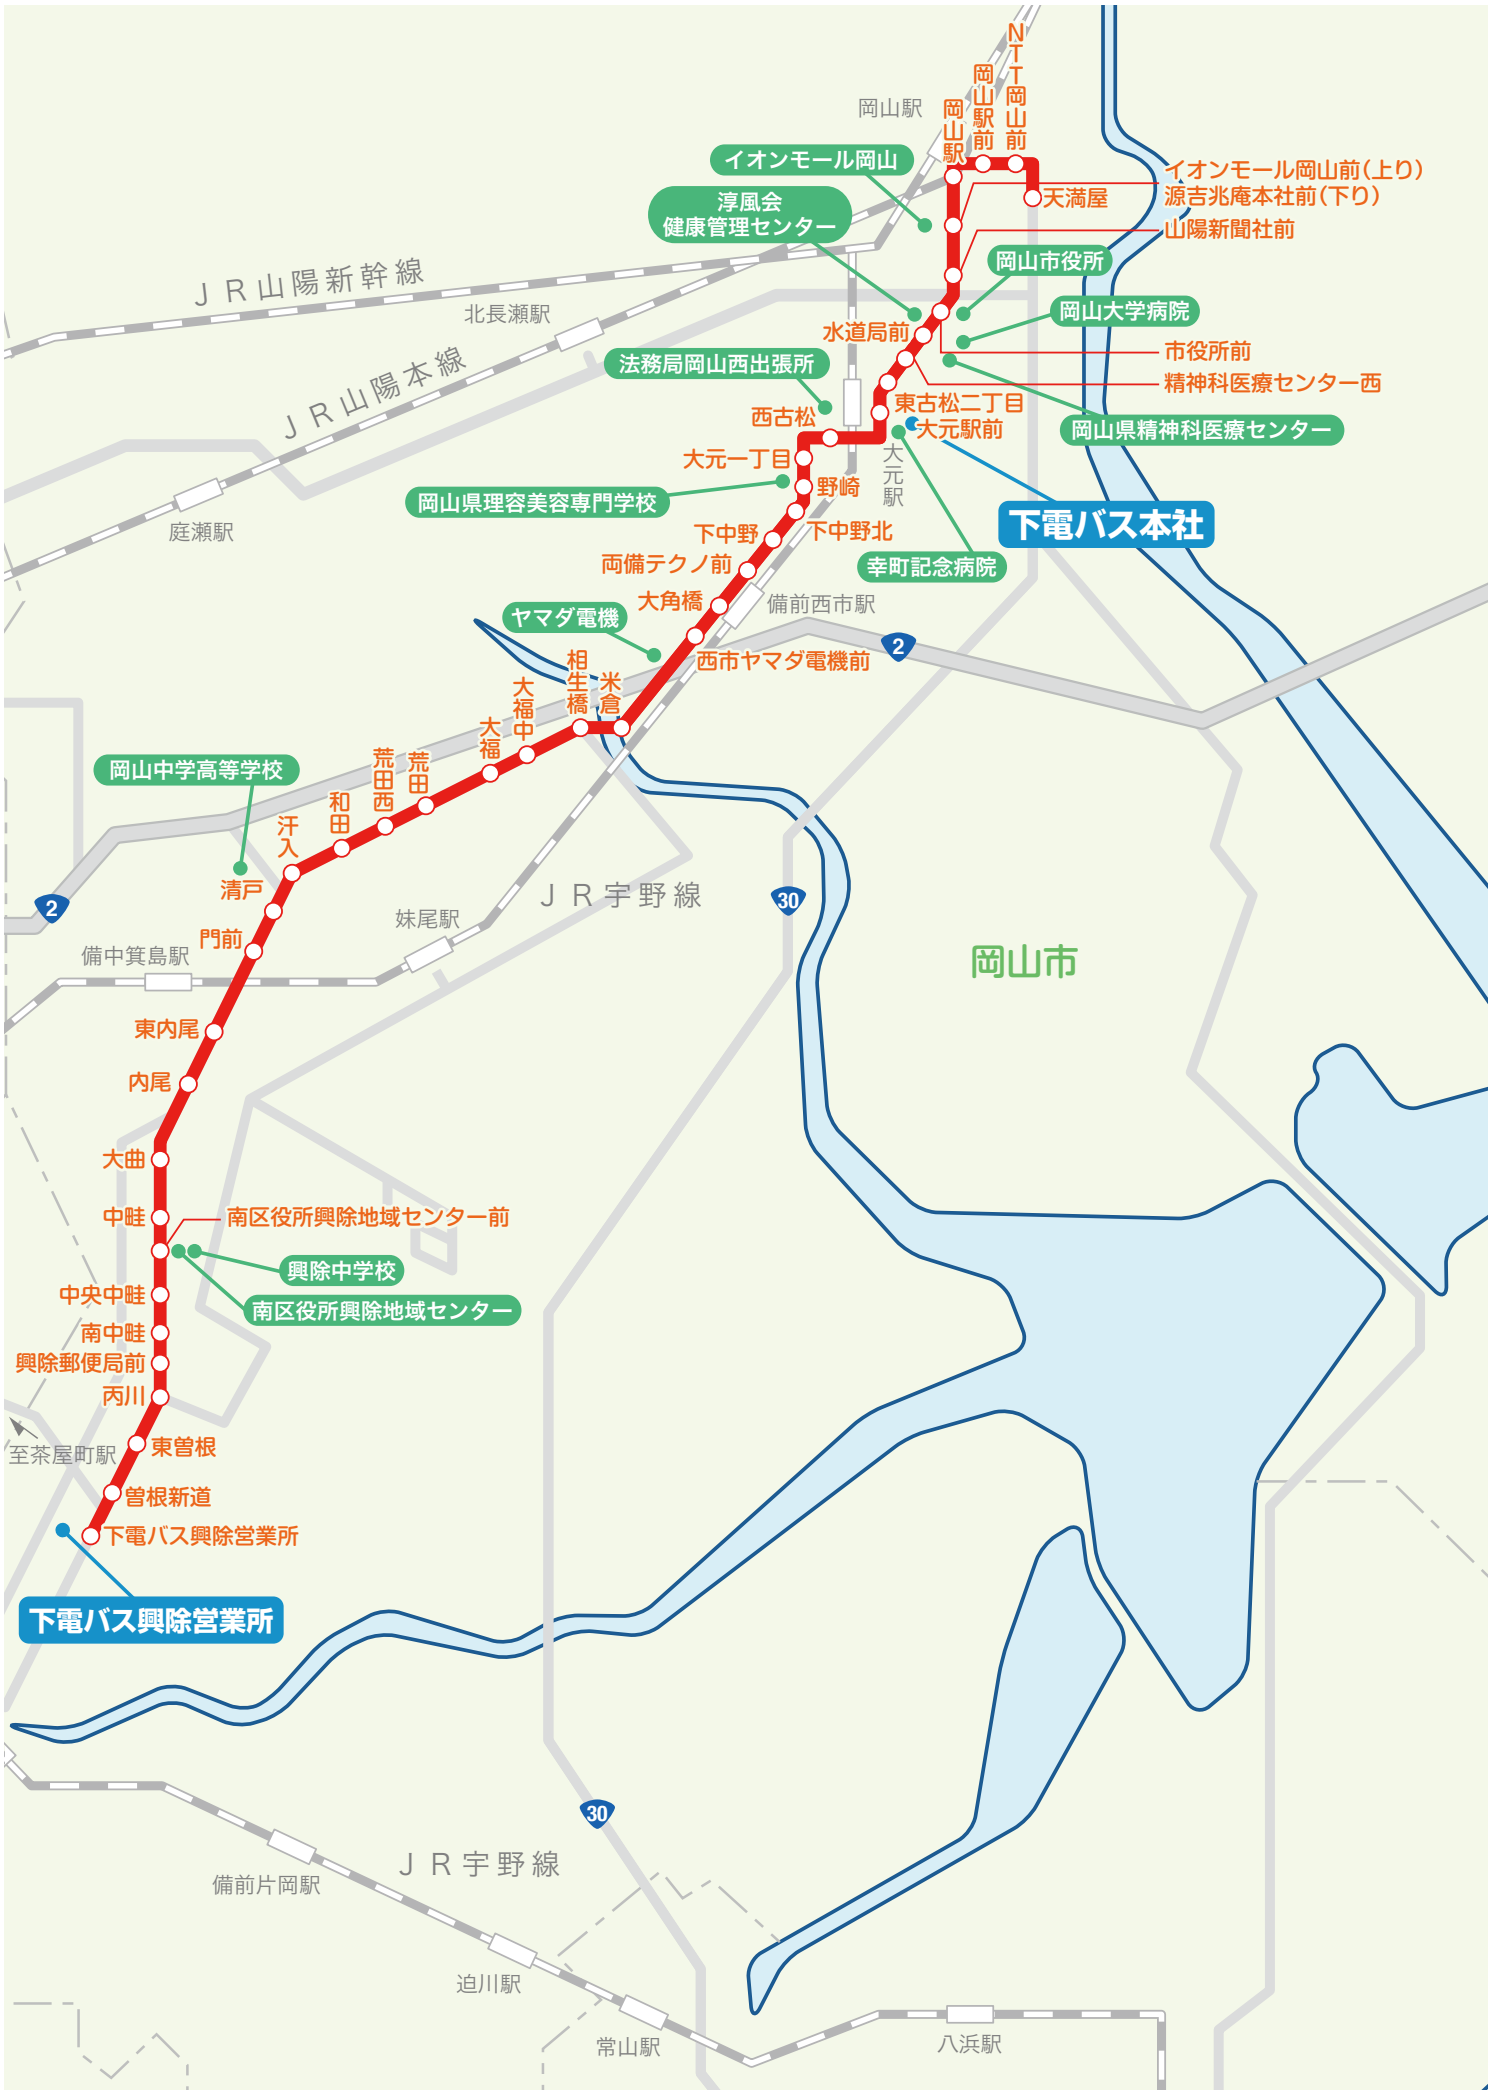 NTT岡山前
岡山駅前
岡山駅
岡山駅
イオンモール岡山
イオンモール岡山前(上り)
源吉兆庵本社前(下り)
天満屋
淳風会
健康管理センター
山陽新聞社前
岡山市役所
JR山陽新幹線
北長瀬駅
岡山大学病院
水道局前
市役所前
JR山陽本線
法務局岡山西出張所
精神科医療センター西
東古松二丁目
西古松
大元駅前
岡山県精神科医療センター
大元一丁目
大元駅
野崎
岡山県理容美容専門学校
下電バス本社
庭瀬駅
下中野
下中野北
両備テクノ前
幸町記念病院
大角橋
備前西市駅
ヤマダ電機
2
西市ヤマダ電機前
相生橋
米倉
大福中
大福
荒田
荒田西
岡山中学高等学校
和田
汗入
清戸
JR宇野線
30
2
妹尾駅
門前
備中箕島駅
岡山市
東内尾
内尾
大曲
中畦
南区役所興除地域センター前
興除中学校
中央中畦
南区役所興除地域センター
南中畦
興除郵便局前
丙川
東曽根
至茶屋町駅
曽根新道
下電バス興除営業所
下電バス興除営業所
30
JR宇野線
備前片岡駅
迫川駅
常山駅
八浜駅